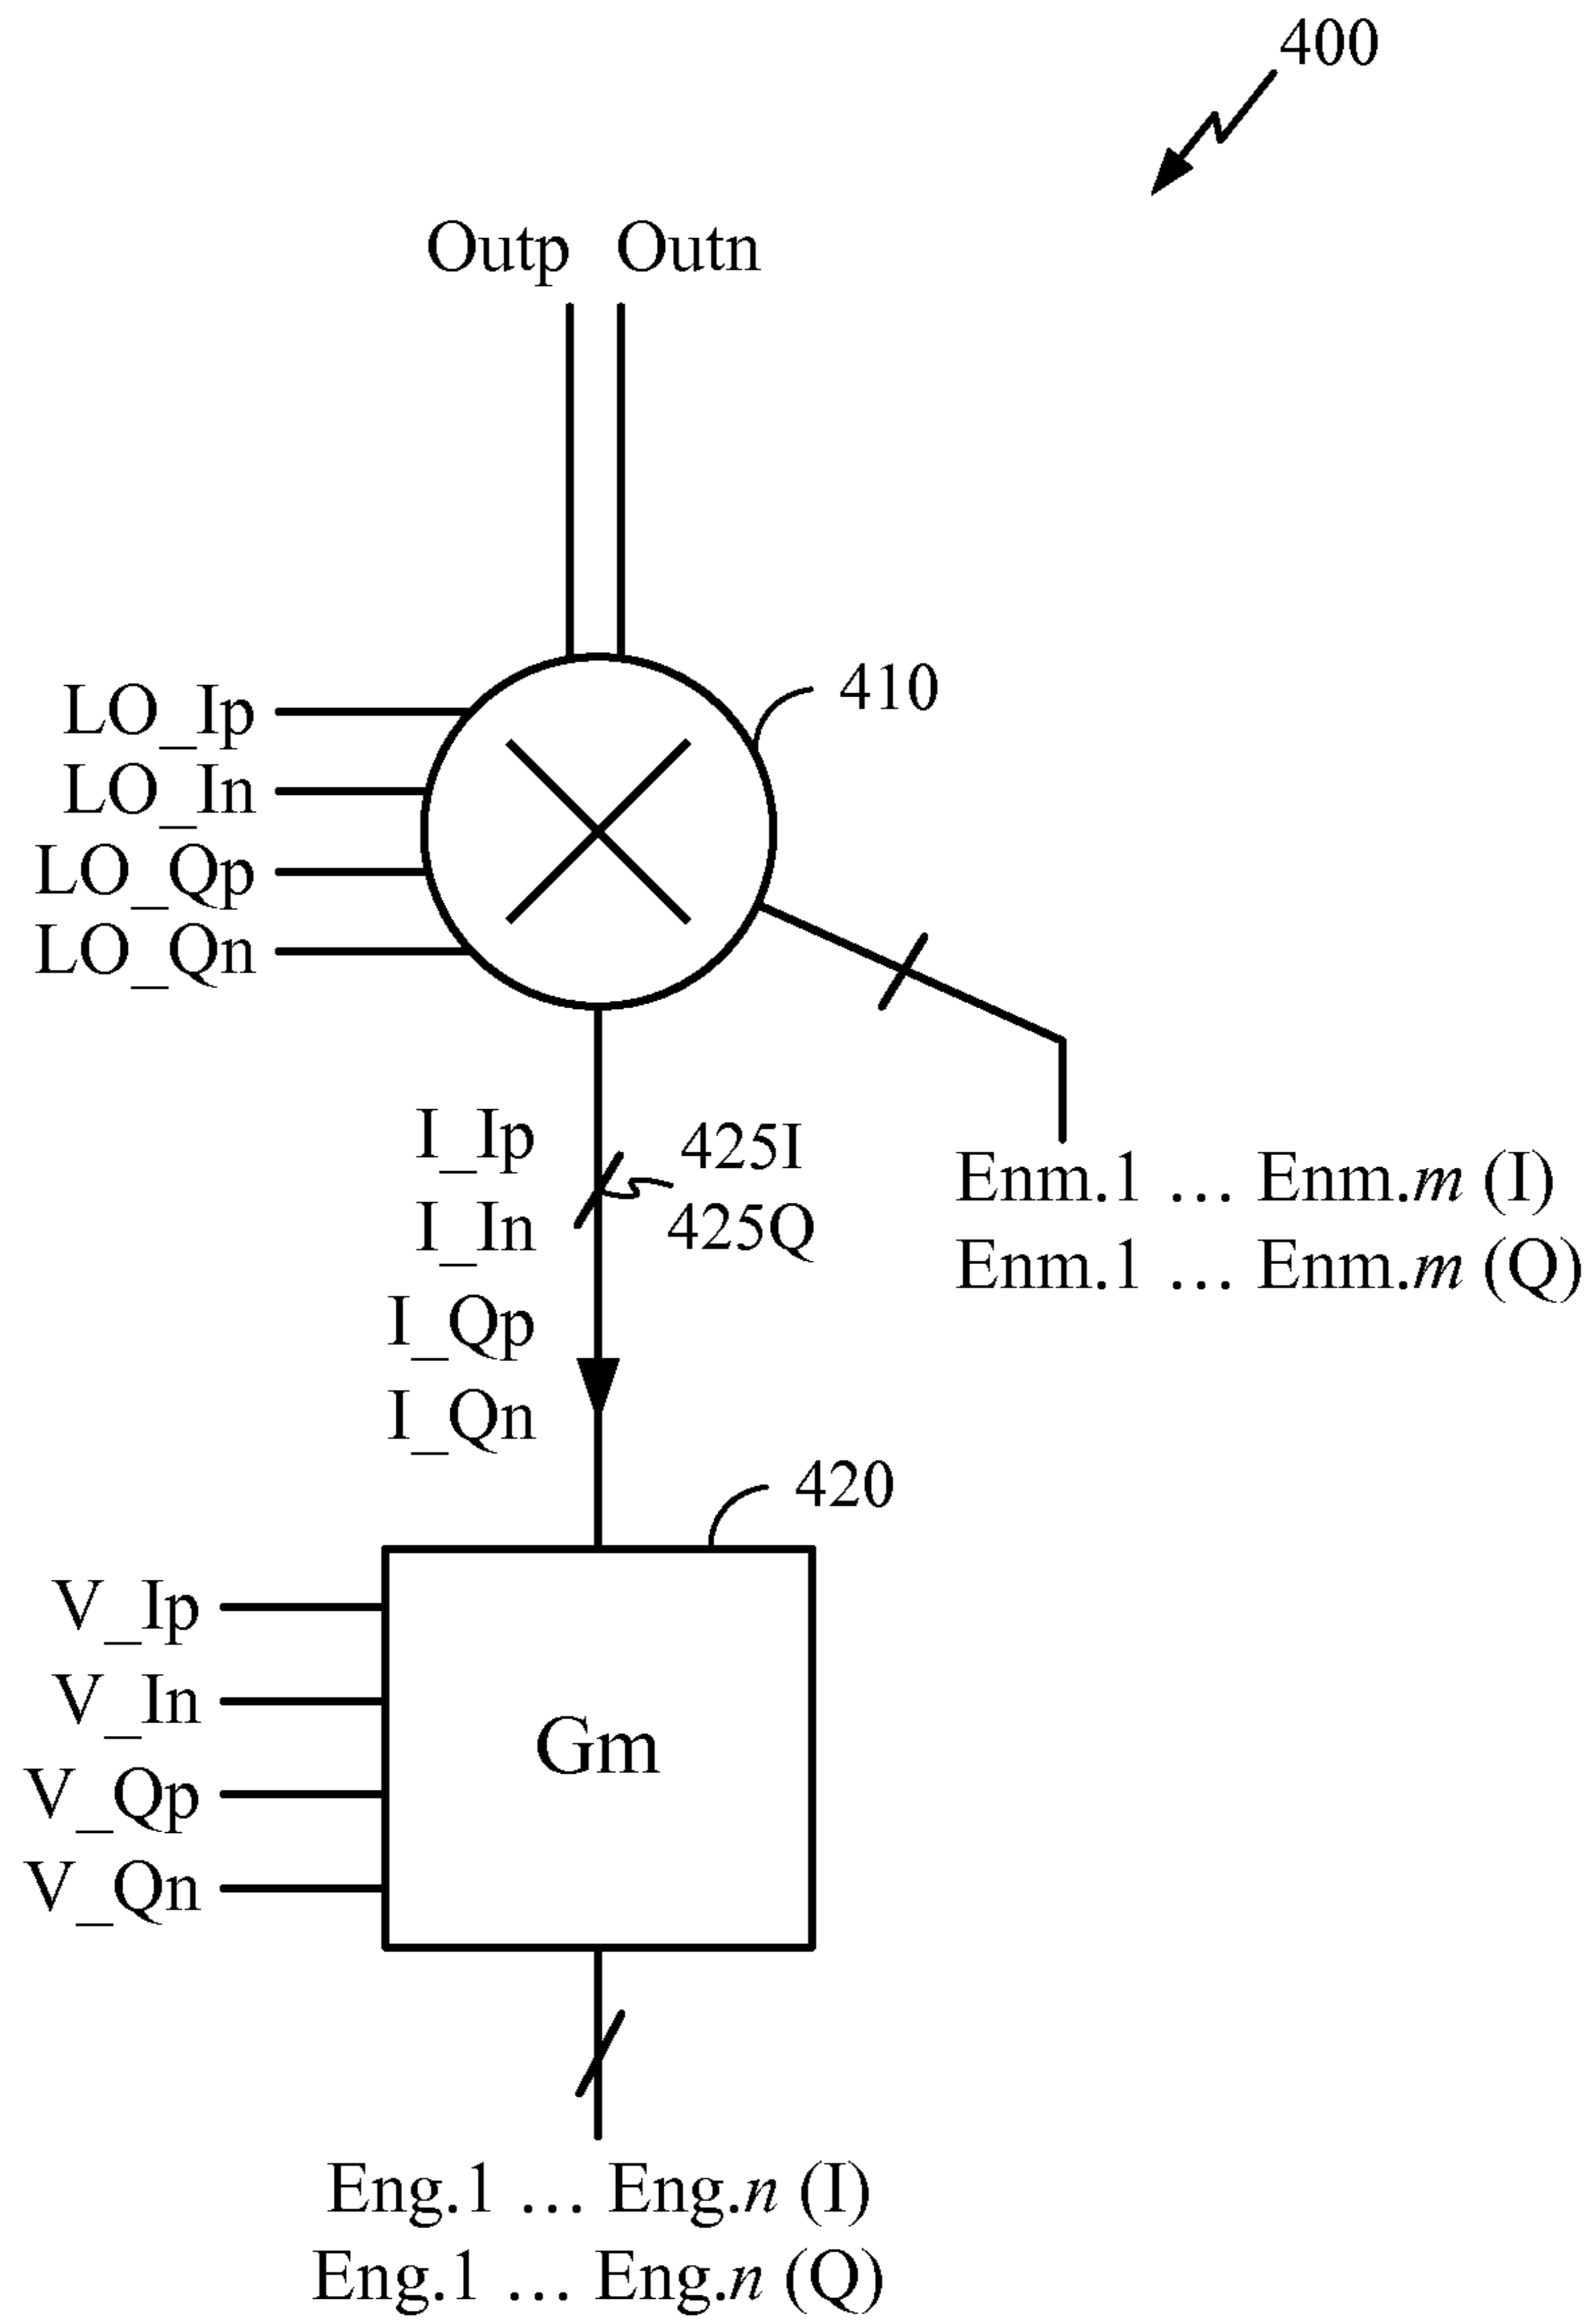 400
Outp Outn
410
LO_Ip
LO_In
LO_Qp
LO_Qn
I_Ip
I_In
I_Qp
I_Qn
425I
425Q
Enm.1 ... Enm.m (I)
Enm.1 ... Enm.m (Q)
420
V_Ip
V_In
V_Qp
V_Qn
Gm
Eng.1 ... Eng.n (I)
Eng.1 ... Eng.n (Q)